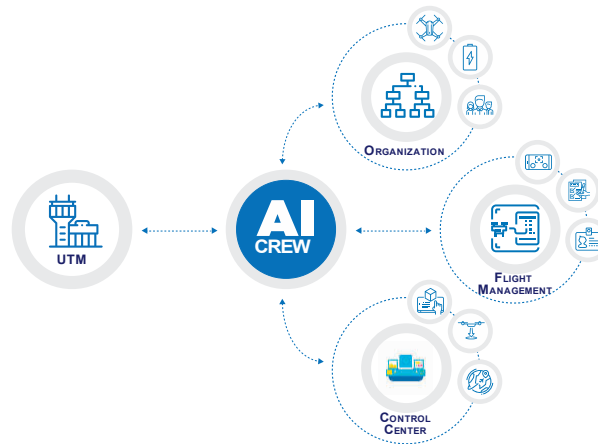 ORGANIZATION
UTM
AI
CREW
FLIGHT
MANAGEMENT
CONTROL
CENTER